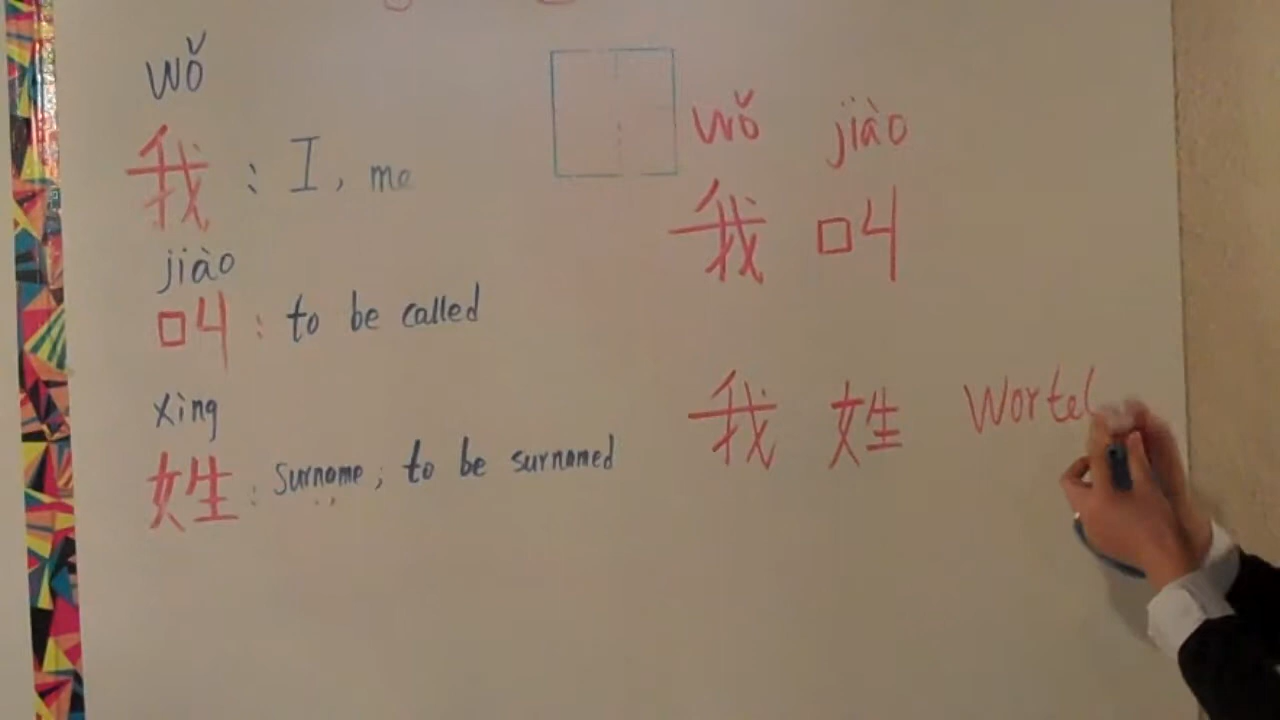 wǒ
我 : I, me
jiào
叫 : to be called
xìng
姓 : Surname; to be surnamed
wǒ jiào
我 叫
我 姓 Wortel